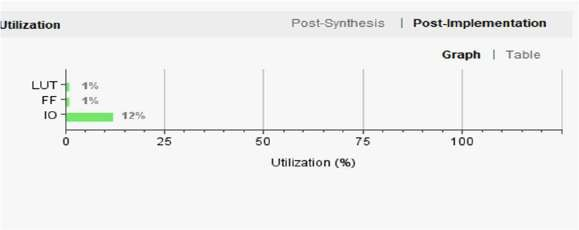 Utilization Post-Synthesis | Post-Implementation
Graph | Table
LUT 1%
FF 1%
IO 12%
0 25 50 75 100
Utilization (%)